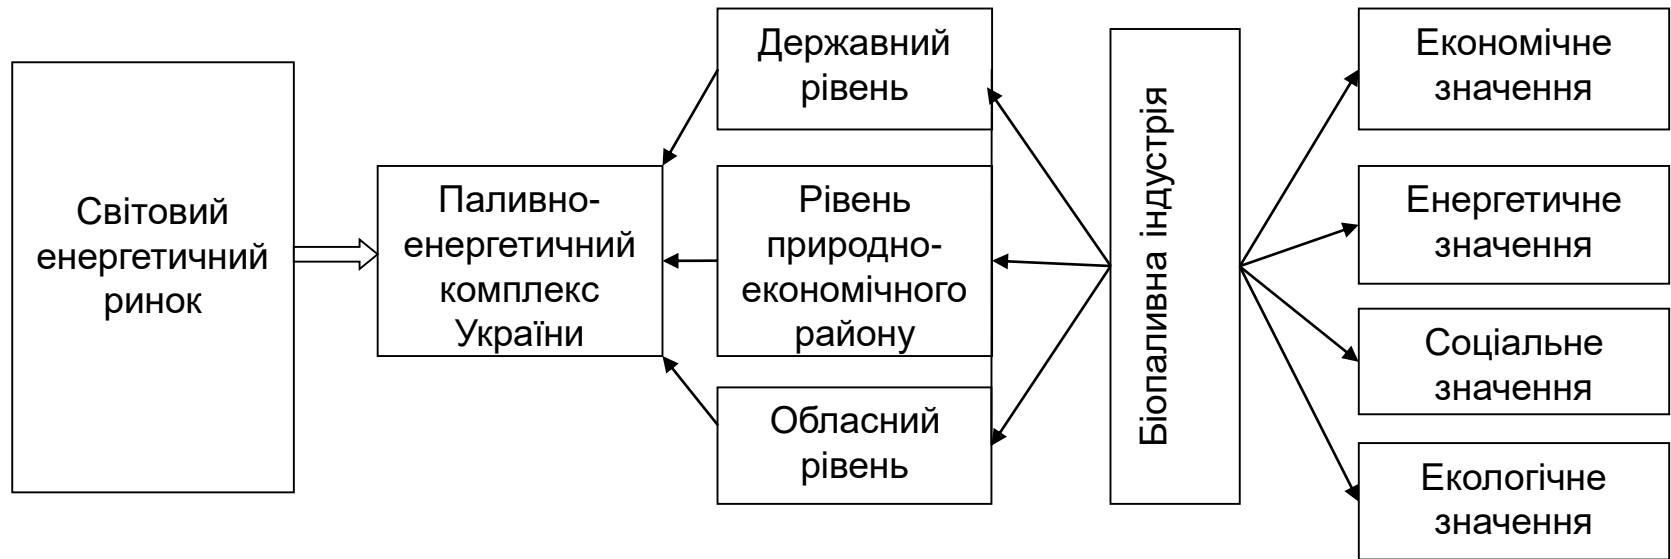 Світовий
енергетичний
ринок
Паливно-
енергетичний
комплекс
України
Державний
рівень
Рівень
природно-
економічного
району
Обласний
рівень
Біопаливна індустрія
Економічне
значення
Енергетичне
значення
Соціальне
значення
Екологічне
значення